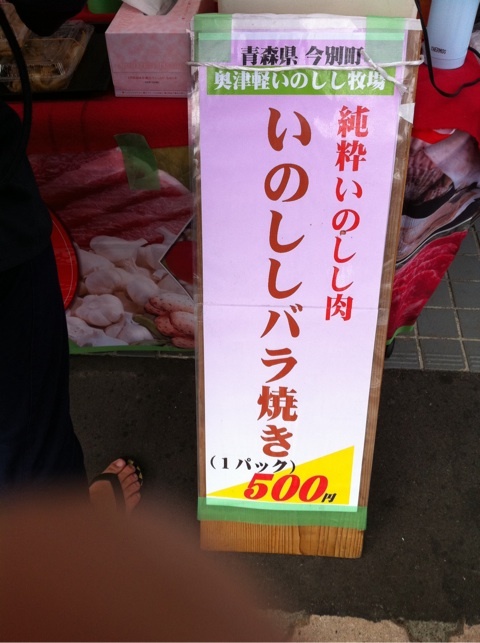 青森県 今別町
奥津軽いのしし牧場
純粋いのしし肉
いのししバラ焼き
(1パック)
500円